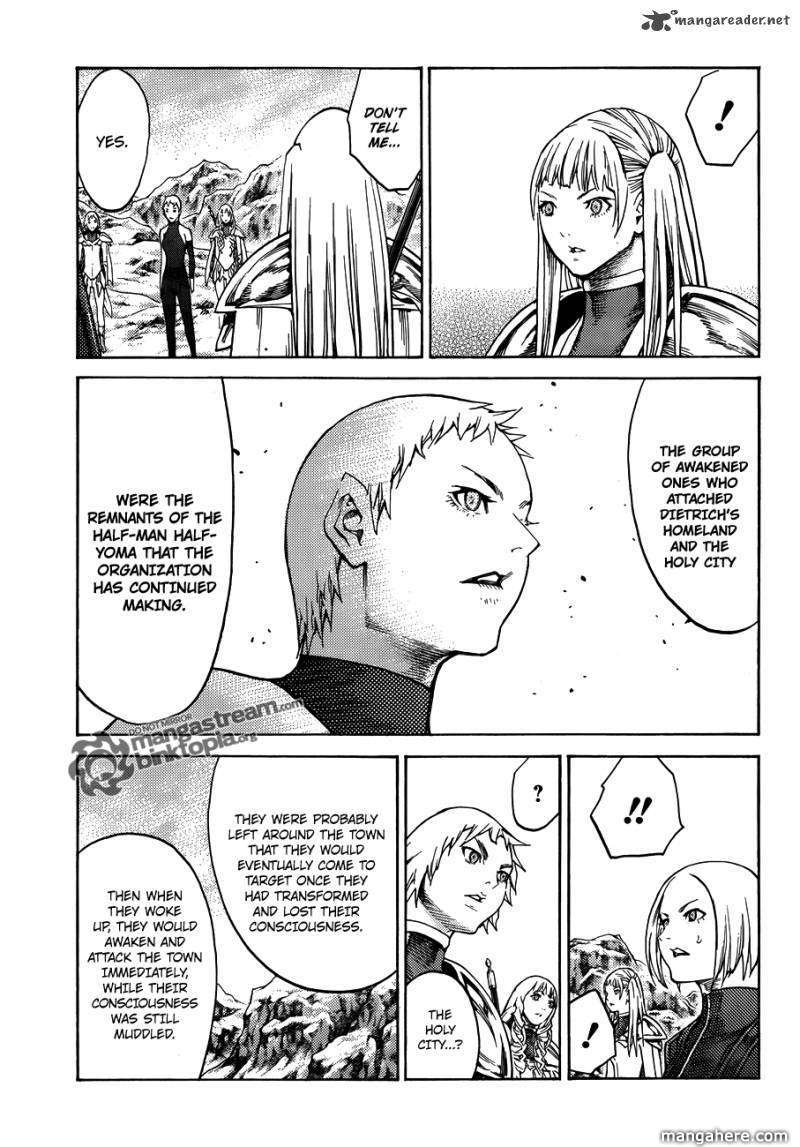 mangareader.net
!
DON'T
TELL
ME...
YES.
THE GROUP
OF AWAKENED
ONES WHO
ATTACHED
DIETRICH'S
HOMELAND
AND THE
HOLY CITY
WERE THE
REMNANTS OF THE
HALF-MAN HALF-
YOMA THAT THE
ORGANIZATION
HAS CONTINUED
MAKING.
DO NOT MIRROR
mangastream.com
binktopia.org
!!
!
?
THE
HOLY
CITY...?
THEY WERE PROBABLY
LEFT AROUND THE TOWN
THAT THEY WOULD
EVENTUALLY COME TO
TARGET ONCE THEY
HAD TRANSFORMED
AND LOST THEIR
CONSCIOUSNESS.
THEN WHEN
THEY WOKE
UP, THEY WOULD
AWAKEN AND
ATTACK THE TOWN
IMMEDIATELY,
WHILE THEIR
CONSCIOUSNESS
WAS STILL
MUDDLED.
mangahere.com